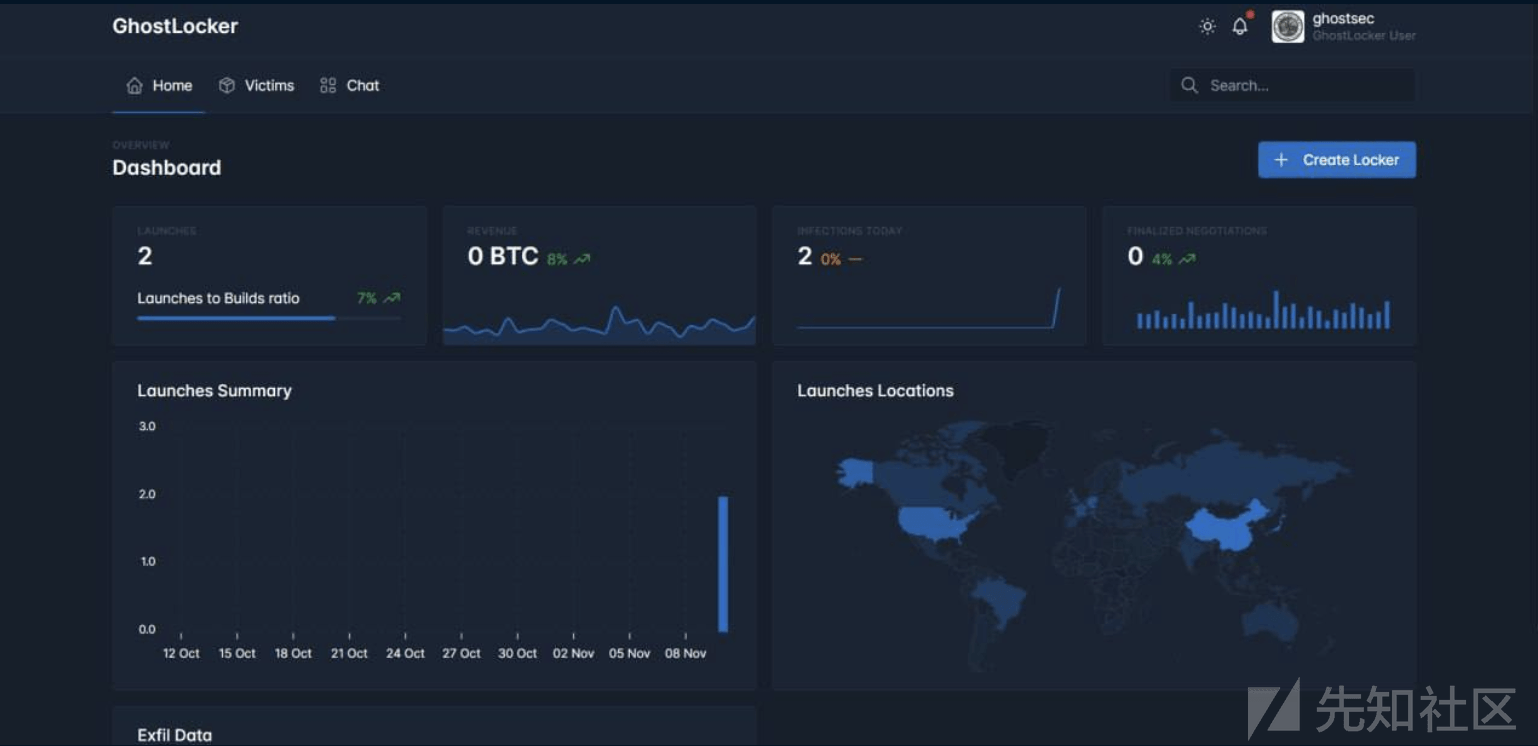 GhostLocker
ghostsec
GhostLocker User
Home
Victims
Chat
Search...
OVERVIEW
Dashboard
Create Locker
LAUNCHES
2
Launches to Builds ratio 7%
REVENUE
0 BTC 8%
INFECTIONS TODAY
2 0%
FINALIZED NEGOTIATIONS
0 4%
Launches Summary
3.0
2.0
1.0
0.0
12 Oct 15 Oct 18 Oct 21 Oct 24 Oct 27 Oct 30 Oct 02 Nov 05 Nov 08 Nov
Launches Locations
Exfil Data
先知社区